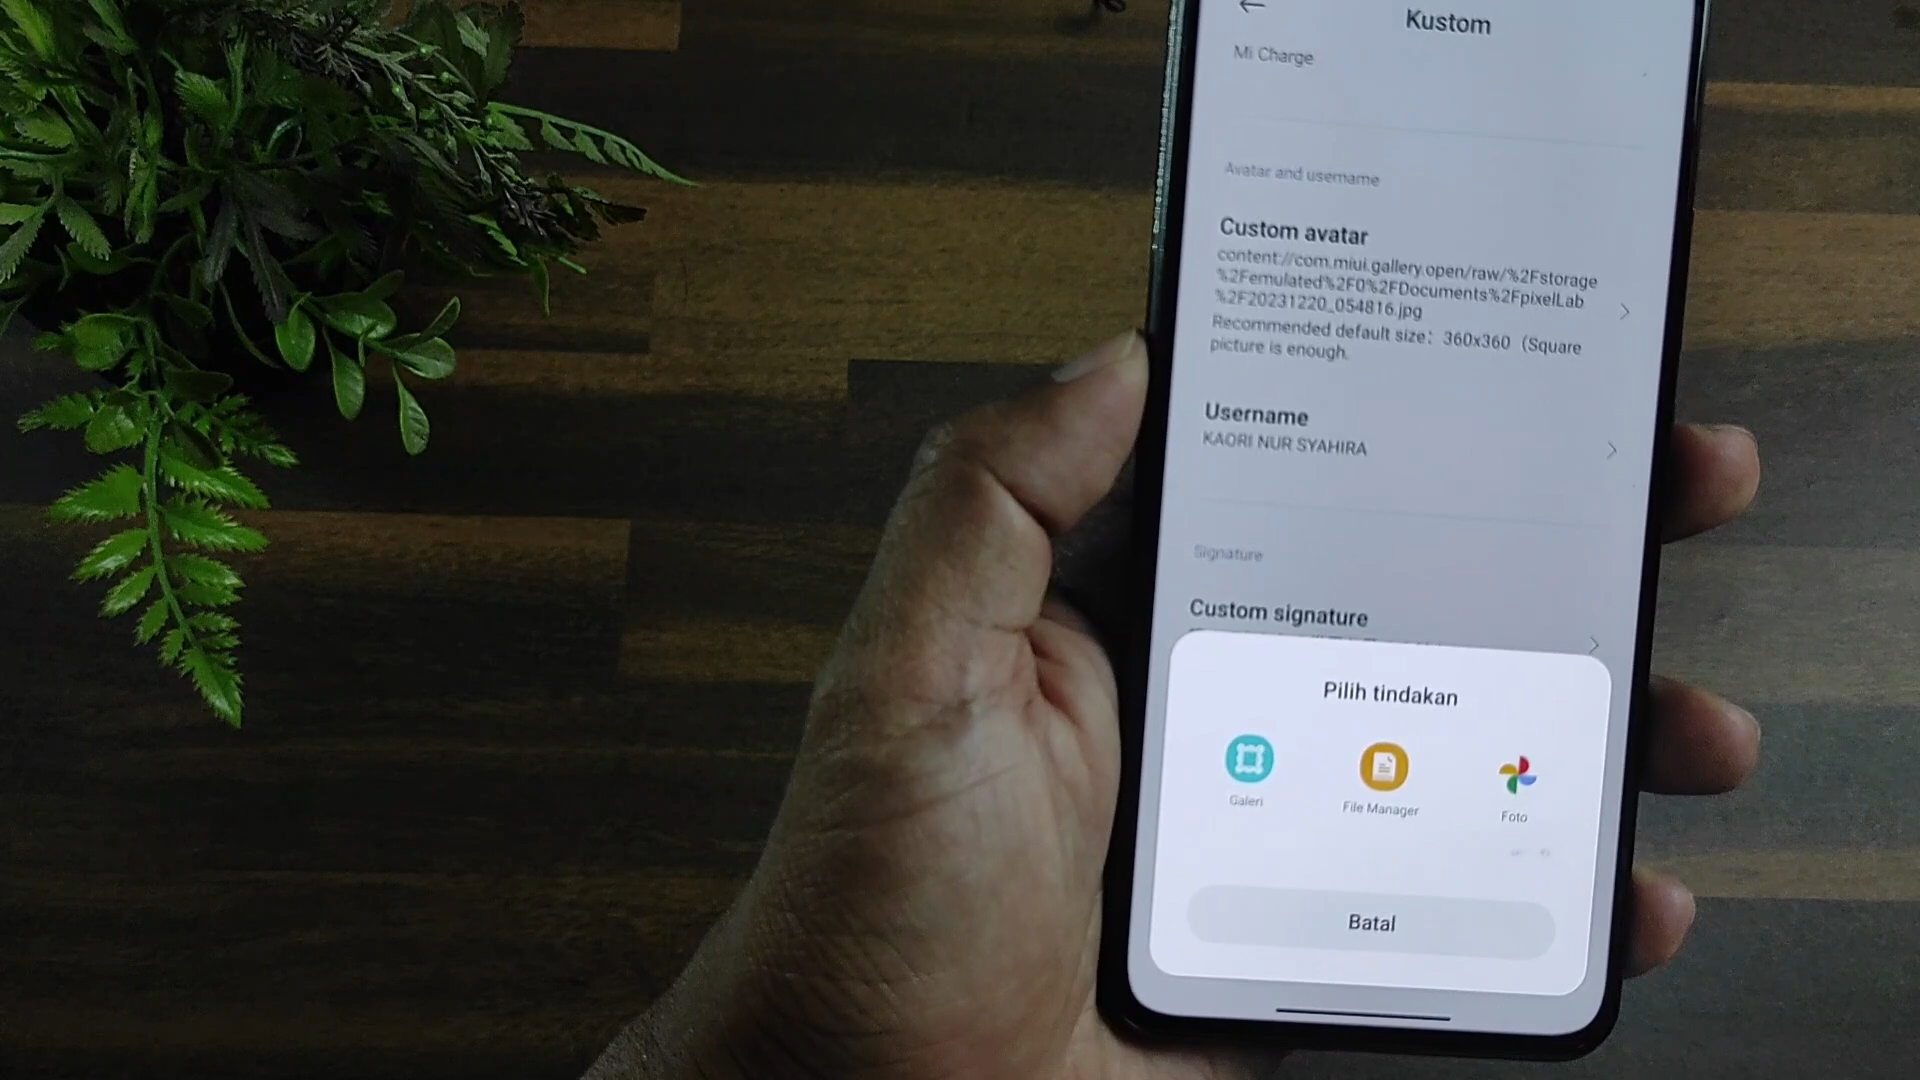 Kustom
Mi Charge
Avatar and username
Custom avatar
content://com.miui.gallery.open/raw/%2Fstorage
%2Femulated%2F0%2FDocuments%2FpixelLab
%2F20231220_054816.jpg
Recommended default size：360x360（Square
picture is enough.
Username
KAORI NUR SYAHIRA
Signature
Custom signature
Pilih tindakan
Galeri
File Manager
Foto
Batal